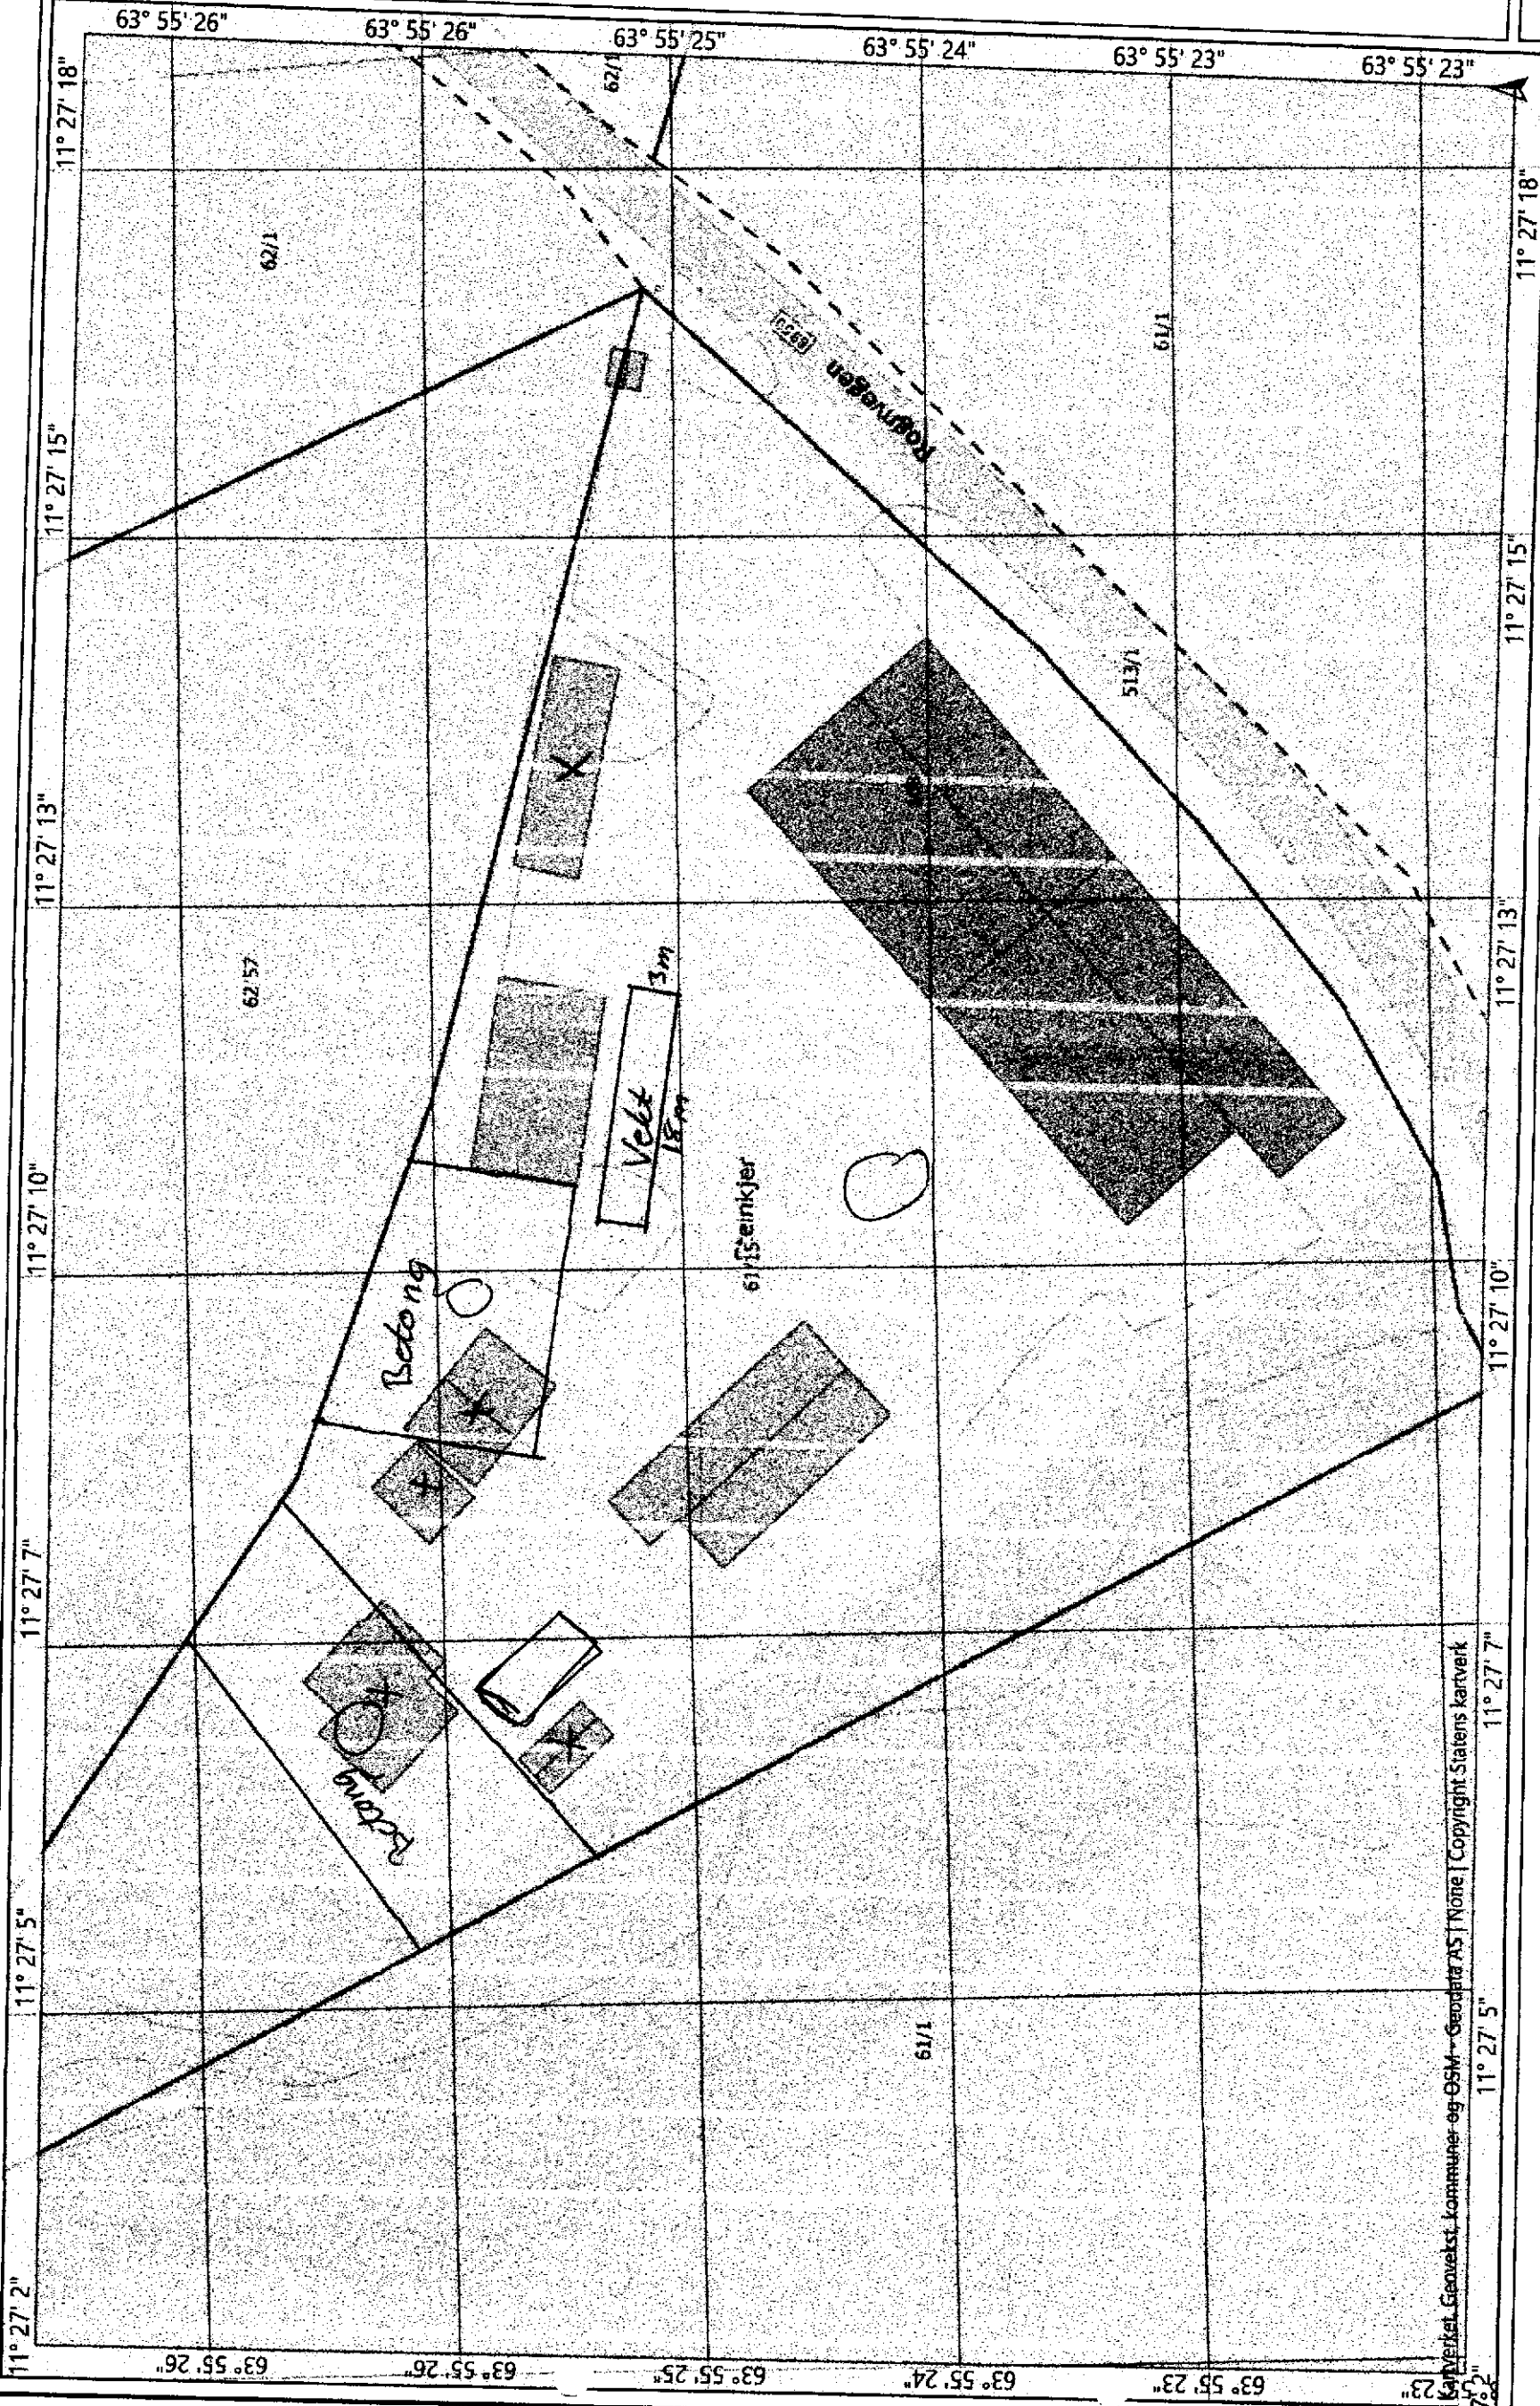 63° 55' 26"
63° 55' 26"
63° 55' 25"
63° 55' 24"
63° 55' 23"
63° 55' 23"
11° 27' 18"
11° 27' 15"
11° 27' 13"
11° 27' 10"
11° 27' 7"
11° 27' 5"
11° 27' 2"
62/1
62/1
61/1
Rognvegen
513/1
62/57
3m
Vekt
18m
Steinkjer
61/15
Betong
Betong
61/1
11° 27' 18"
11° 27' 15"
11° 27' 13"
11° 27' 10"
11° 27' 7"
11° 27' 5"
63° 55' 26"
63° 55' 26"
63° 55' 25"
63° 55' 24"
63° 55' 23"
Kartverket, Geovekst, kommuner og OSM - Geodata AS | None | Copyright Statens kartverk